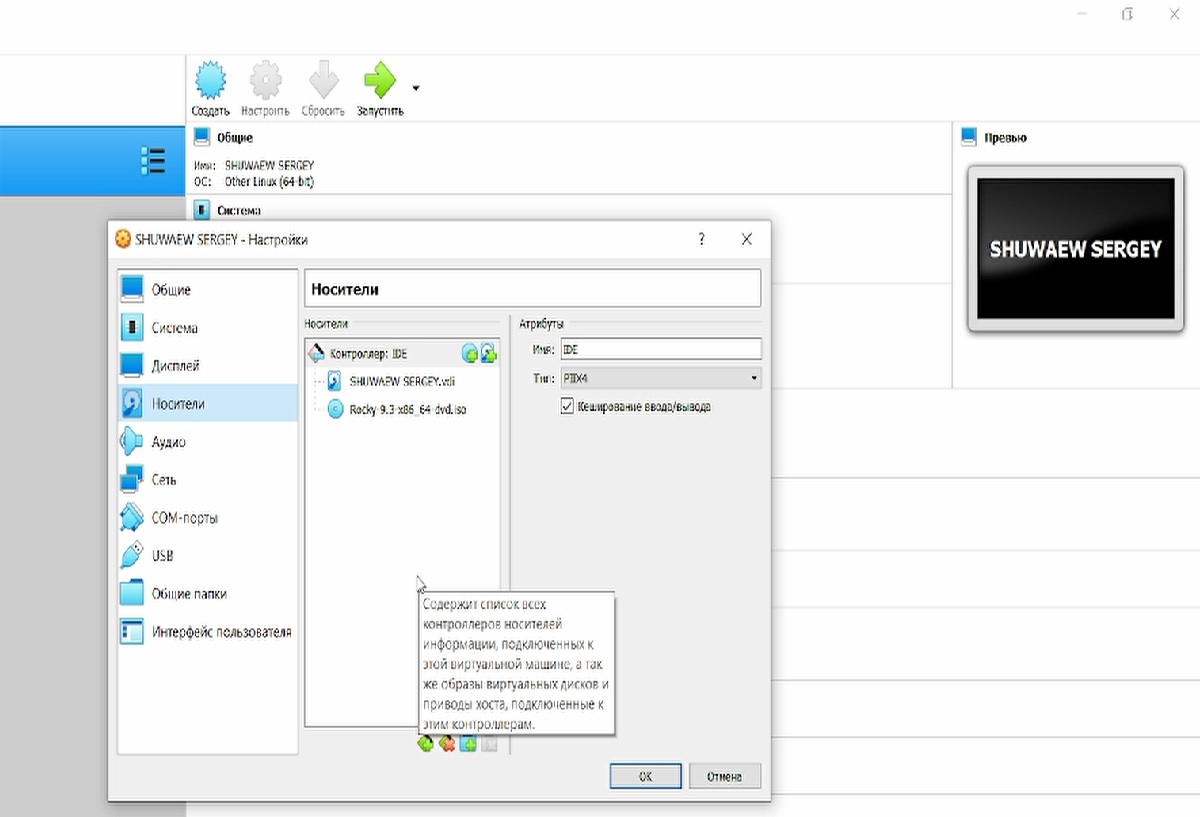 Создать Настроить Сбросить Запустить
Общие
Имя: SHUWAEW SERGEY
ОС: Other Linux (64-bit)
Система
Превью
SHUWAEW SERGEY
SHUWAEW SERGEY - Настройки
?
Общие
Система
Дисплей
Носители
Аудио
Сеть
COM-порты
USB
Общие папки
Интерфейс пользователя
Носители
Носители
Контроллер: IDE
SHUWAEW SERGEY.vdi
Rocky-9.3-x86_64-dvd.iso
Атрибуты
Имя: IDE
Тип: PIIX4
Кеширование ввода/вывода
Содержит список всех
контроллеров носителей
информации, подключенных к
этой виртуальной машине, а так
же образы виртуальных дисков и
приводы хоста, подключенные к
этим контроллерам.
OK Отмена